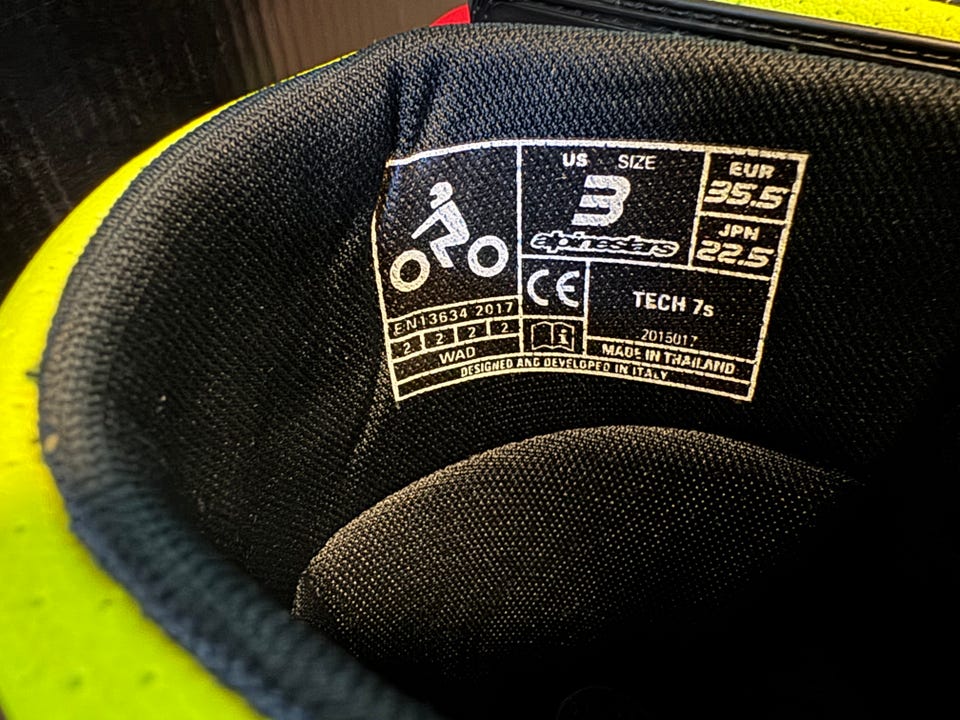 US SIZE
3
alpinestars
EUR
35.5
JPN
22.5
CE
TECH 7s
2015017
EN13634 2017
2 2 2 2
WAD
i
MADE IN THAILAND
DESIGNED AND DEVELOPED IN ITALY